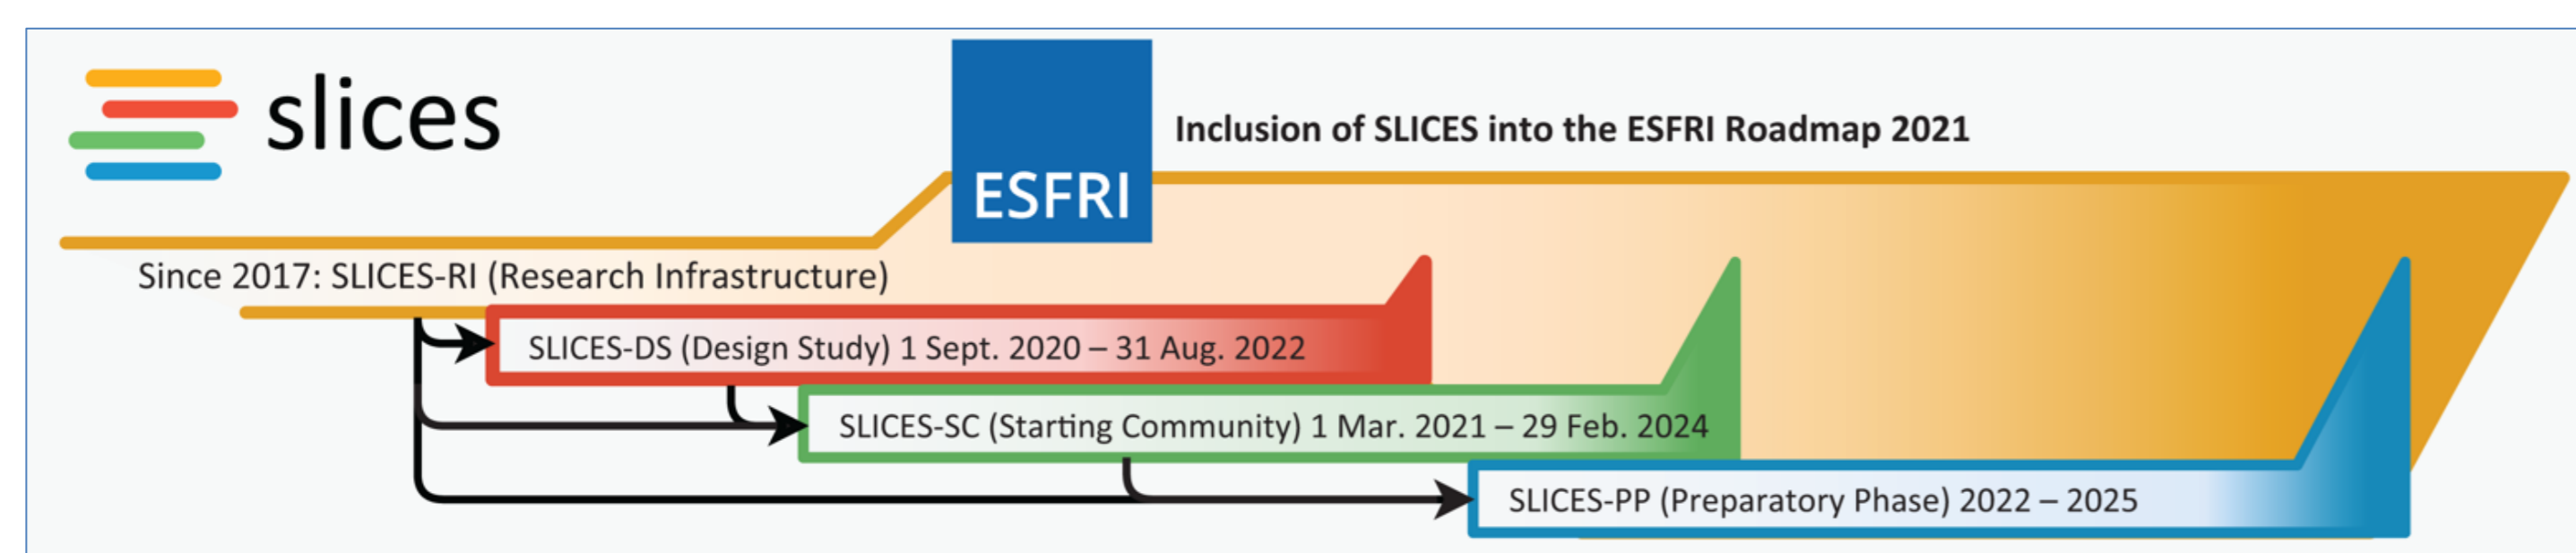 slices
ESFRI
Inclusion of SLICES into the ESFRI Roadmap 2021
Since 2017: SLICES-RI (Research Infrastructure)
SLICES-DS (Design Study) 1 Sept. 2020 – 31 Aug. 2022
SLICES-SC (Starting Community) 1 Mar. 2021 – 29 Feb. 2024
SLICES-PP (Preparatory Phase) 2022 – 2025